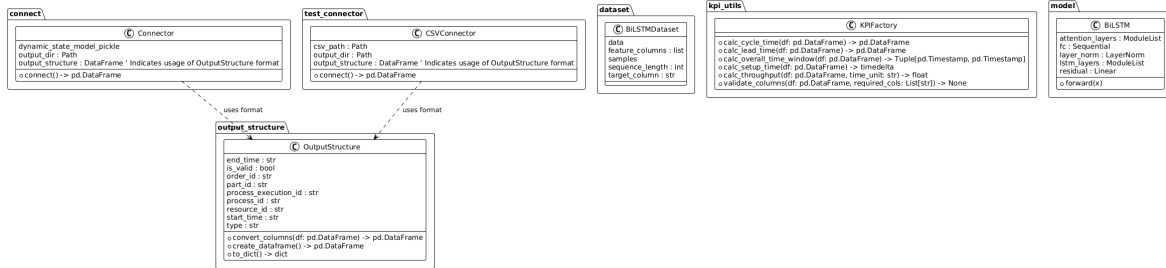 connect
C Connector
dynamic_state_model_pickle
output_dir : Path
output_structure : DataFrame ' Indicates usage of OutputStructure format
connect() -> pd.DataFrame
test_connector
C CSVConnector
csv_path : Path
output_dir : Path
output_structure : DataFrame ' Indicates usage of OutputStructure format
connect() -> pd.DataFrame
dataset
C BiLSTMDataset
data
feature_columns : list
samples
sequence_length : int
target_column : str
kpi_utils
C KPIFactory
calc_cycle_time(df: pd.DataFrame) -> pd.DataFrame
calc_lead_time(df: pd.DataFrame) -> pd.DataFrame
calc_overall_time_window(df: pd.DataFrame) -> Tuple[pd.Timestamp, pd.Timestamp]
calc_setup_time(df: pd.DataFrame) -> timedelta
calc_throughput(df: pd.DataFrame, time_unit: str) -> float
validate_columns(df: pd.DataFrame, required_cols: List[str]) -> None
model
C BiLSTM
attention_layers : ModuleList
fc : Sequential
layer_norm : LayerNorm
lstm_layers : ModuleList
residual : Linear
forward(x)
uses format
uses format
output_structure
C OutputStructure
end_time : str
is_valid : bool
order_id : str
part_id : str
process_execution_id : str
process_id : str
resource_id : str
start_time : str
type : str
convert_columns(df: pd.DataFrame) -> pd.DataFrame
create_dataframe() -> pd.DataFrame
to_dict() -> dict